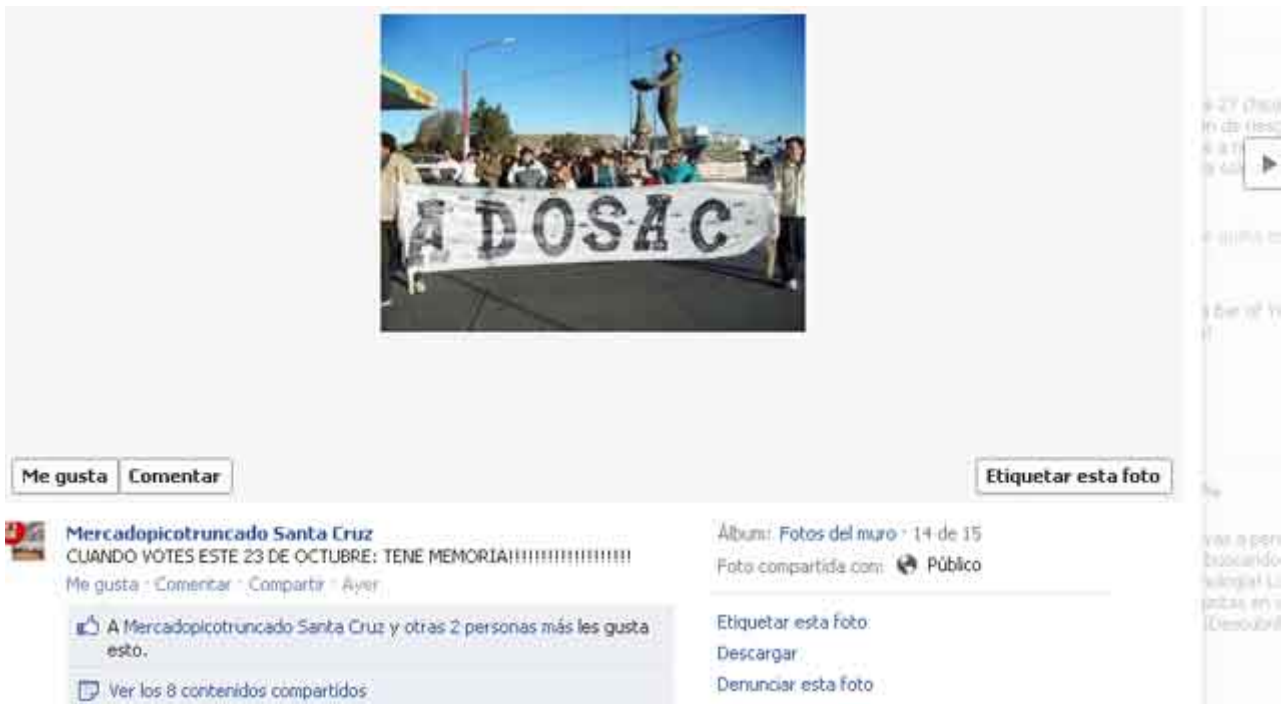 ADOSAC
Me gusta
Comentar
Etiquetar esta foto
Mercadopicotruncado Santa Cruz
CUANDO VOTES ESTE 23 DE OCTUBRE: TENE MEMORIA!!!!!!!!!!!!!!!!!!!!
Me gusta · Comentar · Compartir · Ayer
A Mercadopicotruncado Santa Cruz y otras 2 personas más les gusta
esto.
Ver los 8 contenidos compartidos
Álbum: Fotos del muro · 14 de 15
Foto compartida con: Público
Etiquetar esta foto
Descargar
Denunciar esta foto